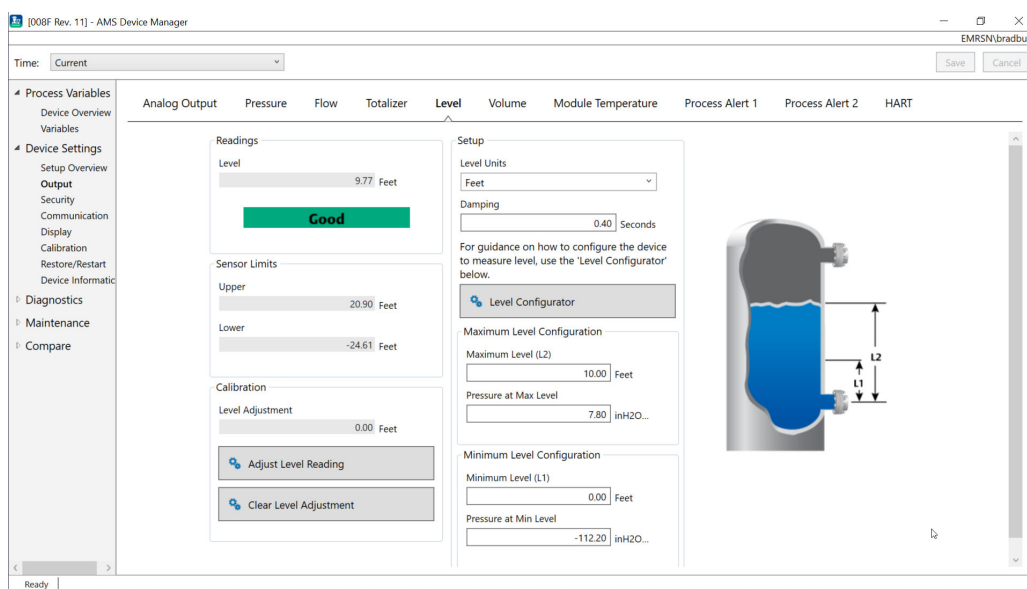 [008F Rev. 11] - AMS Device Manager
EMRSN\bradbu
Time:
Current
Save
Cancel
Process Variables
Device Overview
Variables
Device Settings
Setup Overview
Output
Security
Communication
Display
Calibration
Restore/Restart
Device Informatic
Diagnostics
Maintenance
Compare
Analog Output Pressure Flow Totalizer Level Volume Module Temperature Process Alert 1 Process Alert 2 HART
Readings
Level
9.77 Feet
Good
Sensor Limits
Upper
20.90 Feet
Lower
-24.61 Feet
Calibration
Level Adjustment
0.00 Feet
Adjust Level Reading
Clear Level Adjustment
Setup
Level Units
Feet
Damping
0.40 Seconds
For guidance on how to configure the device
to measure level, use the 'Level Configurator'
below.
Level Configurator
Maximum Level Configuration
Maximum Level (L2)
10.00 Feet
Pressure at Max Level
7.80 inH2O...
Minimum Level Configuration
Minimum Level (L1)
0.00 Feet
Pressure at Min Level
-112.20 inH2O...
L2
L1
Ready